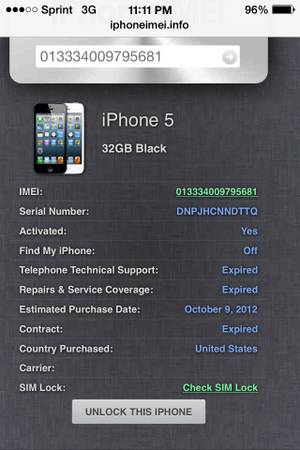 Sprint 3G 11:11 PM 96%
iphoneimei.info
013334009795681
iPhone 5
32GB Black
IMEI: 013334009795681
Serial Number: DNPJHCNNDTTQ
Activated: Yes
Find My iPhone: Off
Telephone Technical Support: Expired
Repairs & Service Coverage: Expired
Estimated Purchase Date: October 9, 2012
Contract: Expired
Country Purchased: United States
Carrier:
SIM Lock: Check SIM Lock
UNLOCK THIS IPHONE